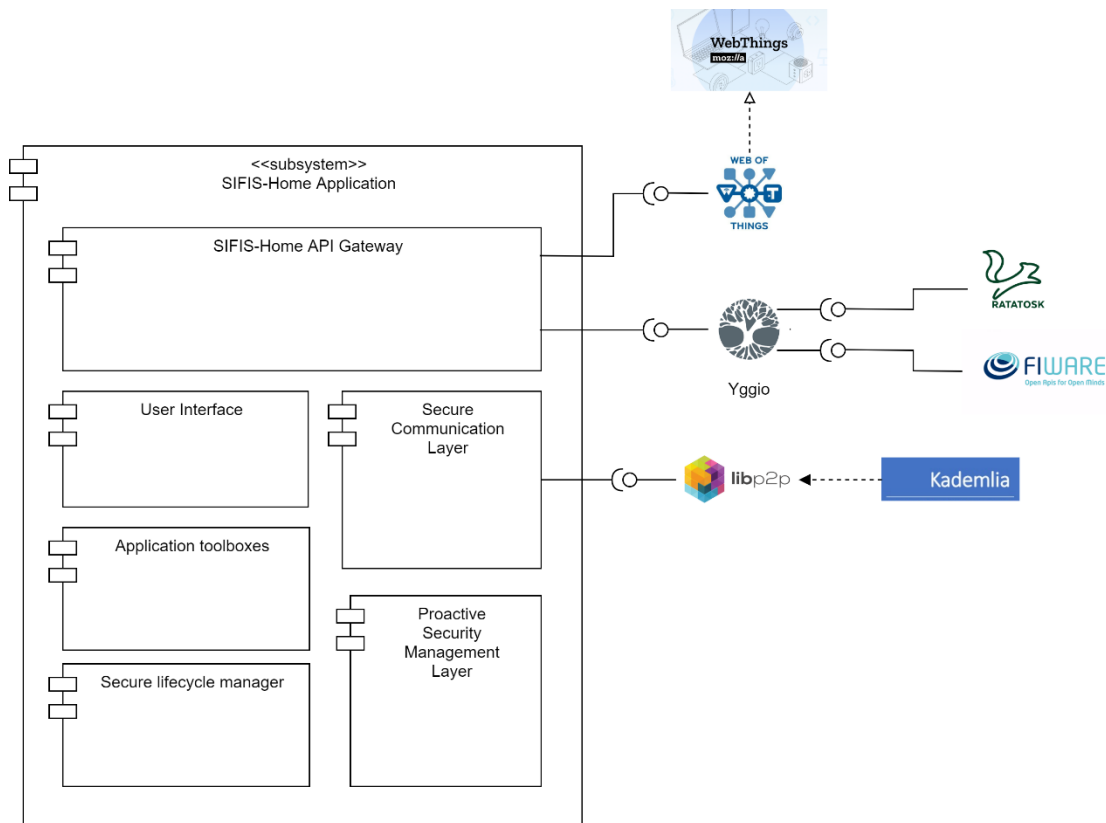 WebThings
moz://a
<<subsystem>>
SIFIS-Home Application
WEB OF
W T
THINGS
SIFIS-Home API Gateway
RATATOSK
FIWARE
Open Apis for Open Minds
Yggio
User Interface
Secure
Communication
Layer
libp2p
Kademlia
Application toolboxes
Proactive
Security
Management
Layer
Secure lifecycle manager